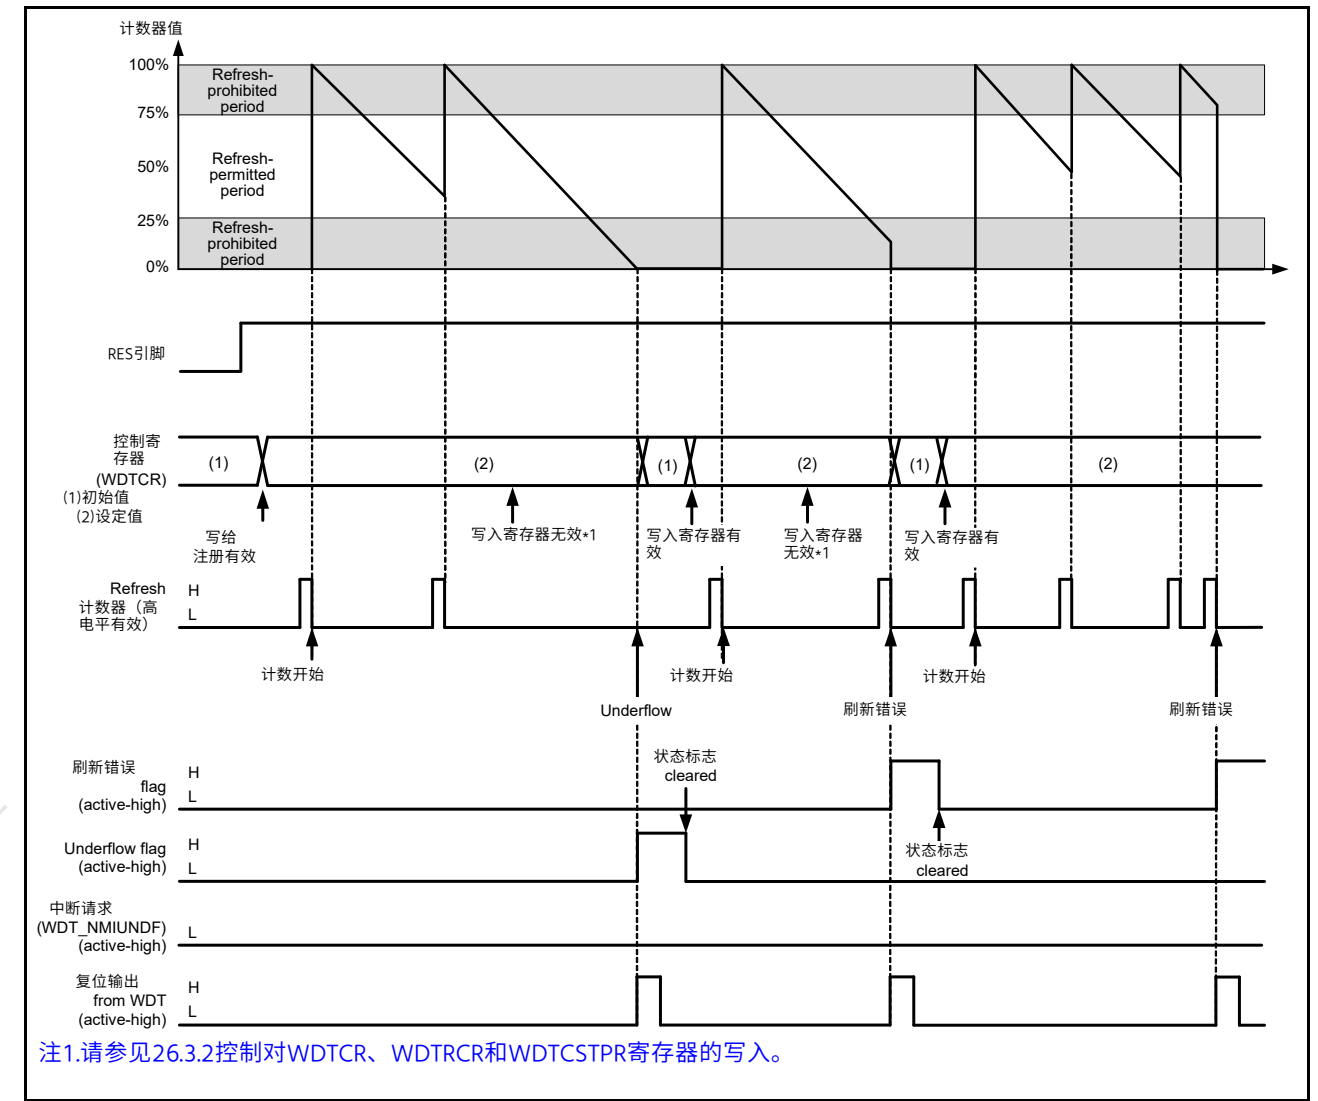 计数器值
100%
Refresh-
prohibited
period
75%
50%
Refresh-
permitted
period
25%
Refresh-
prohibited
period
0%
RES引脚
控制寄
存器
(WDTCR)
(1)初始值
(2)设定值
(1)
(2)
(1)
(2)
(1)
(2)
写给
注册有效
写入寄存器无效*1
写入寄存器有
效
写入寄存器
无效*1
写入寄存器有
效
Refresh
计数器（高
电平有效）
H
L
计数开始
计数开始
计数开始
Underflow
刷新错误
刷新错误
刷新错误
flag
(active-high)
H
L
状态标志
cleared
状态标志
cleared
Underflow flag
(active-high)
H
L
中断请求
(WDT_NMIUNDF)
(active-high)
L
复位输出
from WDT
(active-high)
H
L
注1.请参见26.3.2控制对WDTCR、WDTRCR和WDTCSTPR寄存器的写入。